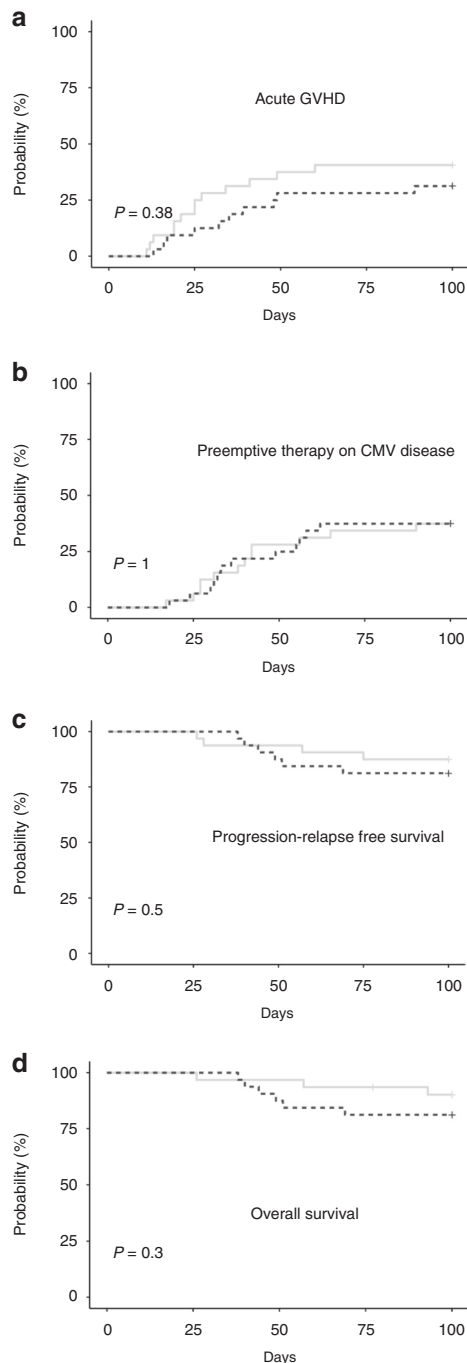 a
100
75
Acute GVHD
50
25
P = 0.38
0
Probability (%)
0 25 50 75 100
Days
b
100
75
Preemptive therapy on CMV disease
50
25
P = 1
0
Probability (%)
0 25 50 75 100
Days
c
100
75
50
Progression-relapse free survival
25
P = 0.5
0
Probability (%)
0 25 50 75 100
Days
d
100
75
50
Overall survival
25
P = 0.3
0
Probability (%)
0 25 50 75 100
Days